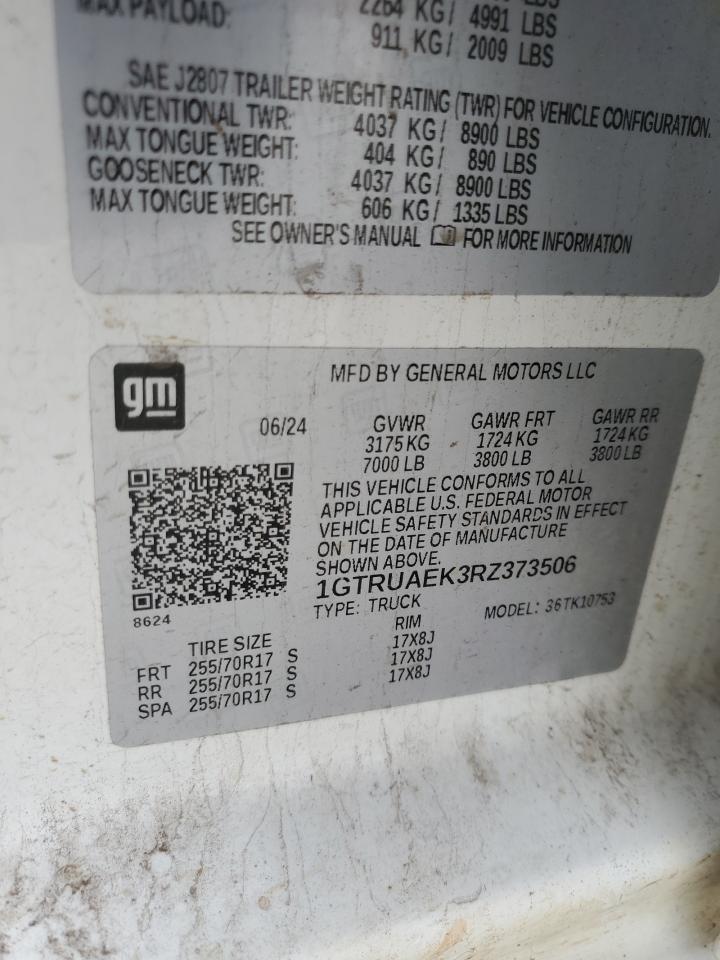 MAX PAYLOAD: 2264 KG/ 4991 LBS
911 KG/ 2009 LBS
SAE J2807 TRAILER WEIGHT RATING (TWR) FOR VEHICLE CONFIGURATION.
CONVENTIONAL TWR: 4037 KG/ 8900 LBS
MAX TONGUE WEIGHT: 404 KG/ 890 LBS
GOOSENECK TWR: 4037 KG/ 8900 LBS
MAX TONGUE WEIGHT: 606 KG/ 1335 LBS
SEE OWNER'S MANUAL FOR MORE INFORMATION
gm
MFD BY GENERAL MOTORS LLC
06/24 GVWR GAWR FRT GAWR RR
3175 KG 1724 KG 1724 KG
7000 LB 3800 LB 3800 LB
THIS VEHICLE CONFORMS TO ALL
APPLICABLE U.S. FEDERAL MOTOR
VEHICLE SAFETY STANDARDS IN EFFECT
ON THE DATE OF MANUFACTURE
SHOWN ABOVE.
1GTRUAEK3RZ373506
8624
TYPE: TRUCK MODEL: 36TK10753
TIRE SIZE RIM
FRT 255/70R17 S 17X8J
RR 255/70R17 S 17X8J
SPA 255/70R17 S 17X8J